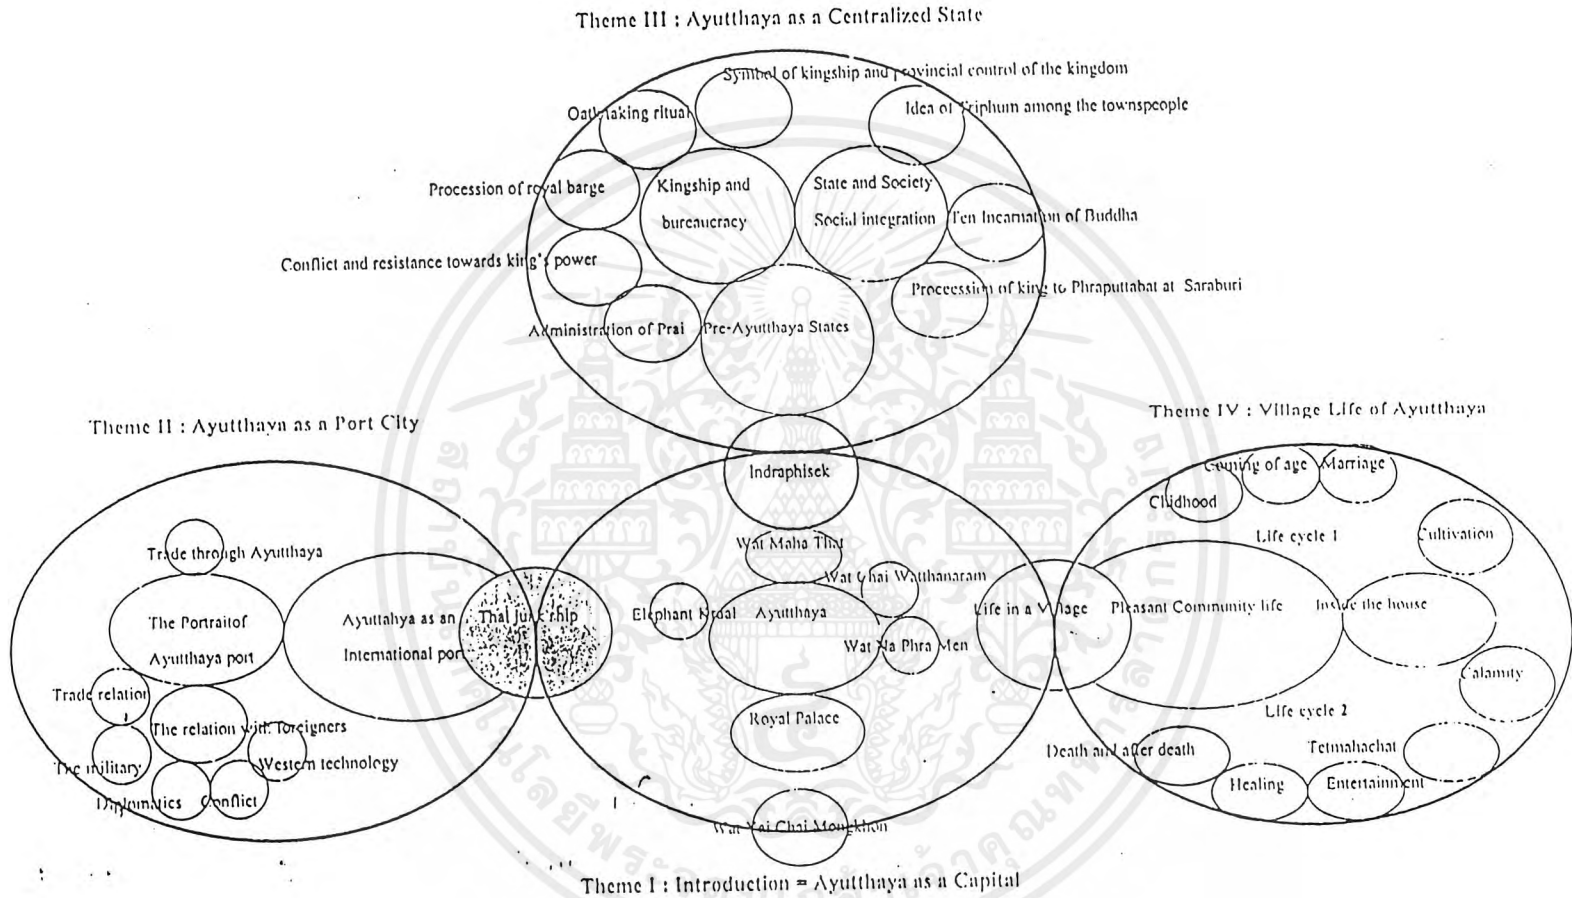 Theme III : Ayutthaya as a Centralized State
Symbol of kingship and provincial control of the kingdom
Oath making ritual
Idea of Triphum among the townspeople
Procession of royal barge
Kingship and
bureaucracy
State and Society
Social integration
Ten Incarnation of Buddha
Conflict and resistance towards king's power
Proccession of king to Phraputtabat at Saraburi
Administration of Prai
Pre-Ayutthaya States
Theme II : Ayutthaya as a Port City
Trade through Ayutthaya
The Portraitof
Ayutthaya port
Ayuttahya as an
International port
Thai junk ship
Trade relation
The relation with foreigners
The military
Western technology
Diplomatics
Conflict
Indraphisek
Wat Maha That
Wat Chai Watthanaram
Elephant Kraal
Ayutthaya
Wat Na Phra Men
Royal Palace
Wat Yai Chai Mongkhon
Theme I : Introduction = Ayutthaya as a Capital
Theme IV : Village Life of Ayutthaya
Coming of age
Marriage
Childhood
Life cycle 1
Cultivation
Life in a Village
Pleasant Community life
Inside the house
Calamity
Life cycle 2
Death and after death
Tetmahachat
Healing
Entertainment